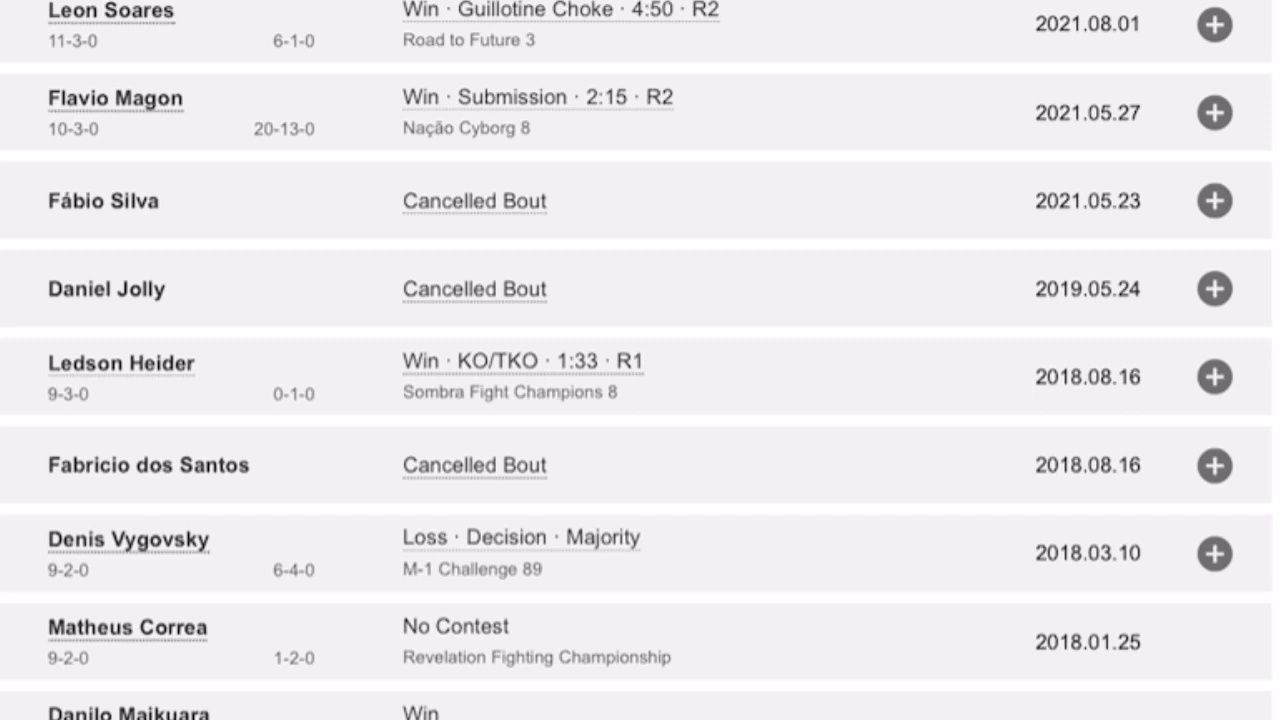 Leon Soares Win · Guillotine Choke · 4:50 · R2 2021.08.01
11-3-0 6-1-0 Road to Future 3
Flavio Magon Win · Submission · 2:15 · R2 2021.05.27
10-3-0 20-13-0 Nação Cyborg 8
Fábio Silva Cancelled Bout 2021.05.23
Daniel Jolly Cancelled Bout 2019.05.24
Ledson Heider Win · KO/TKO · 1:33 · R1 2018.08.16
9-3-0 0-1-0 Sombra Fight Champions 8
Fabricio dos Santos Cancelled Bout 2018.08.16
Denis Vygovsky Loss · Decision · Majority 2018.03.10
9-2-0 6-4-0 M-1 Challenge 89
Matheus Correa No Contest 2018.01.25
9-2-0 1-2-0 Revelation Fighting Championship
Danilo Maikuara Win